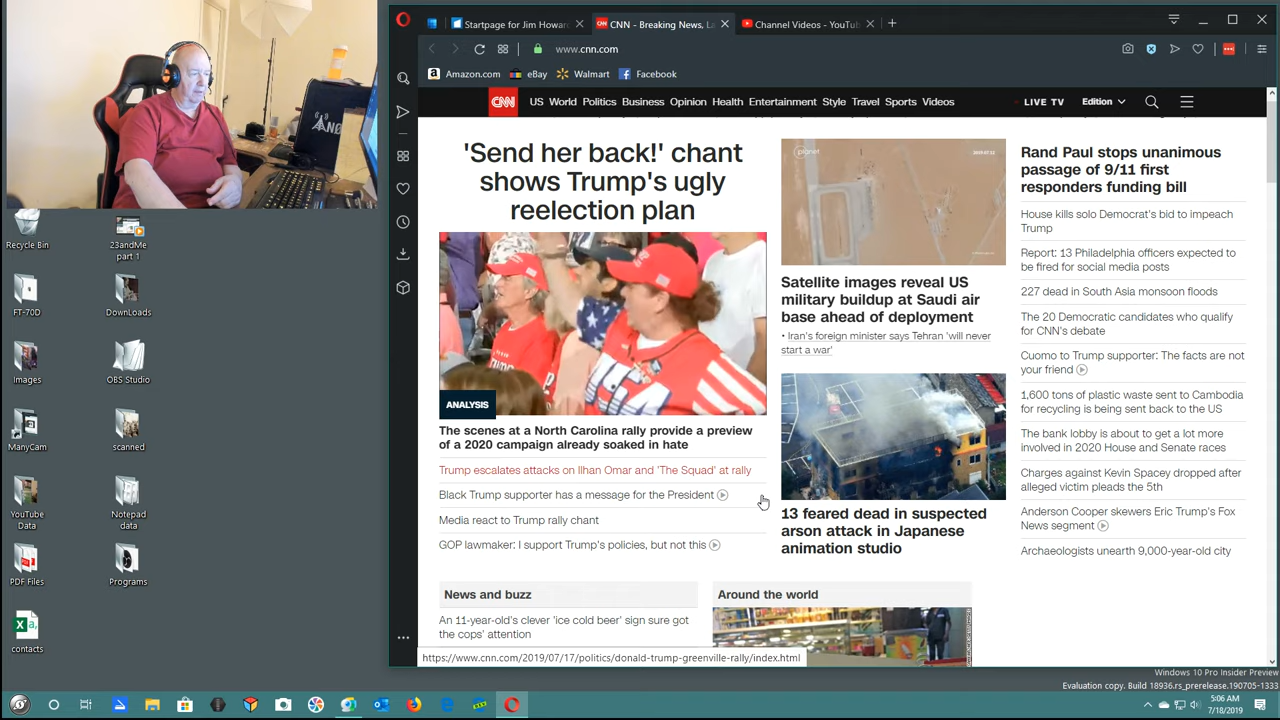 Startpage for Jim Howar
CNN - Breaking News, La
Channel Videos - YouTu
www.cnn.com
Amazon.com
eBay
Walmart
Facebook
CNN
US World Politics Business Opinion Health Entertainment Style Travel Sports Videos
LIVE TV
Edition
'Send her back!' chant
shows Trump's ugly
reelection plan
ANALYSIS
The scenes at a North Carolina rally provide a preview
of a 2020 campaign already soaked in hate
Trump escalates attacks on Ilhan Omar and 'The Squad' at rally
Black Trump supporter has a message for the President
Media react to Trump rally chant
GOP lawmaker: I support Trump's policies, but not this
planet
Satellite images reveal US
military buildup at Saudi air
base ahead of deployment
• Iran's foreign minister says Tehran 'will never
start a war'
13 feared dead in suspected
arson attack in Japanese
animation studio
Rand Paul stops unanimous
passage of 9/11 first
responders funding bill
House kills solo Democrat's bid to impeach
Trump
Report: 13 Philadelphia officers expected to
be fired for social media posts
227 dead in South Asia monsoon floods
The 20 Democratic candidates who qualify
for CNN's debate
Cuomo to Trump supporter: The facts are not
your friend
1,600 tons of plastic waste sent to Cambodia
for recycling is being sent back to the US
The bank lobby is about to get a lot more
involved in 2020 House and Senate races
Charges against Kevin Spacey dropped after
alleged victim pleads the 5th
Anderson Cooper skewers Eric Trump's Fox
News segment
Archaeologists unearth 9,000-year-old city
News and buzz
An 11-year-old's clever 'ice cold beer' sign sure got
the cops' attention
Around the world
https://www.cnn.com/2019/07/17/politics/donald-trump-greenville-rally/index.html
Recycle Bin
23andMe
part 1
FT-70D
DownLoads
Images
OBS Studio
ManyCam
scanned
YouTube
Data
Notepad
data
PDF Files
Programs
contacts
Windows 10 Pro Insider Preview
Evaluation copy. Build 18936.rs_prerelease.190705-1333
5:06 AM
7/18/2019